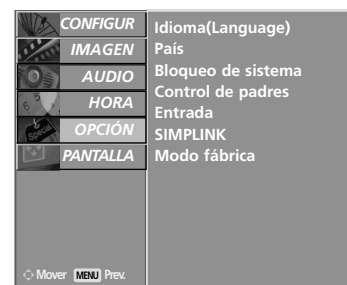 CONFIGUR
IMAGEN
AUDIO
HORA
Special
OPCIÓN
PANTALLA
Idioma(Language)
País
Bloqueo de sistema
Control de padres
Entrada
SIMPLINK
Modo fábrica
Mover MENU Prev.